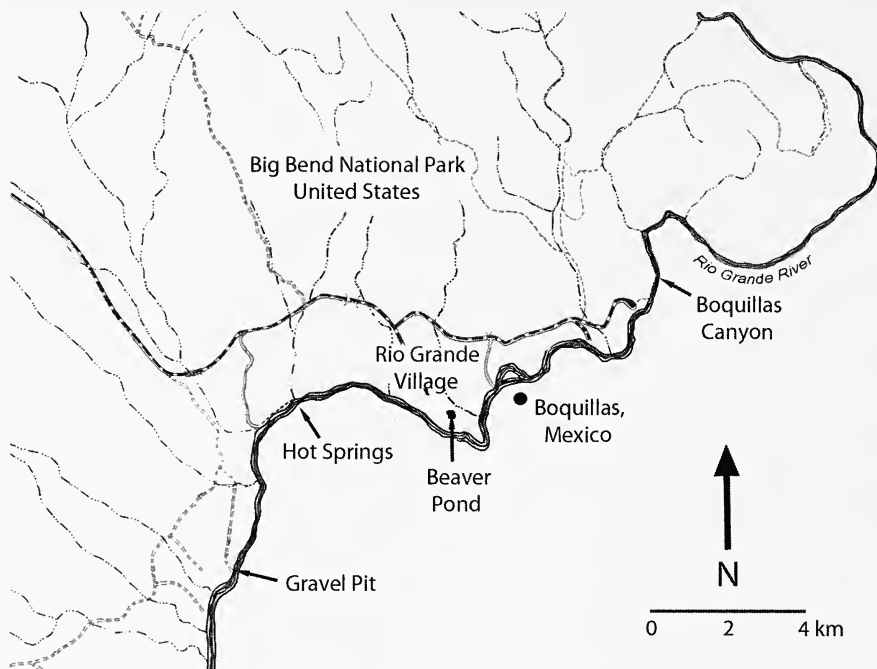 Big Bend National Park
United States
Rio Grande River
Boquillas
Canyon
Rio Grande
Village
Boquillas,
Mexico
Hot Springs
Beaver
Pond
Gravel Pit
N
0 2 4 km